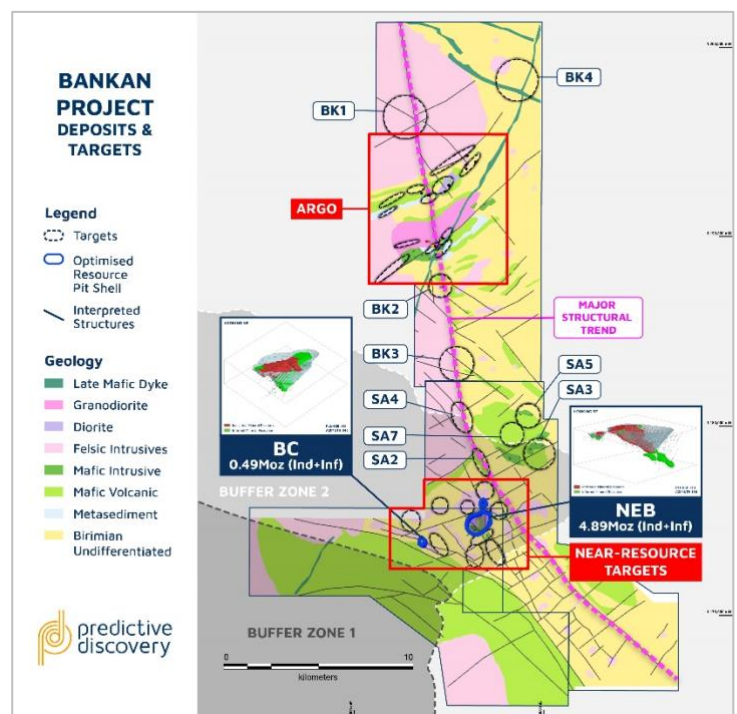 BANKAN
PROJECT
DEPOSITS &
TARGETS
Legend
Targets
Optimised
Resource
Pit Shell
Interpreted
Structures
Geology
Late Mafic Dyke
Granodiorite
Diorite
Felsic Intrusives
Mafic Intrusive
Mafic Volcanic
Metasediment
Birimian
Undifferentiated
predictive
discovery
BK4
BK1
ARGO
BK2
MAJOR
STRUCTURAL
TREND
BK3
SA5
SA3
SA4
SA7
SA2
BC
0.49Moz (Ind+Inf)
NEB
4.89Moz (Ind+Inf)
BUFFER ZONE 2
NEAR-RESOURCE
TARGETS
BUFFER ZONE 1
0 10
kilometers